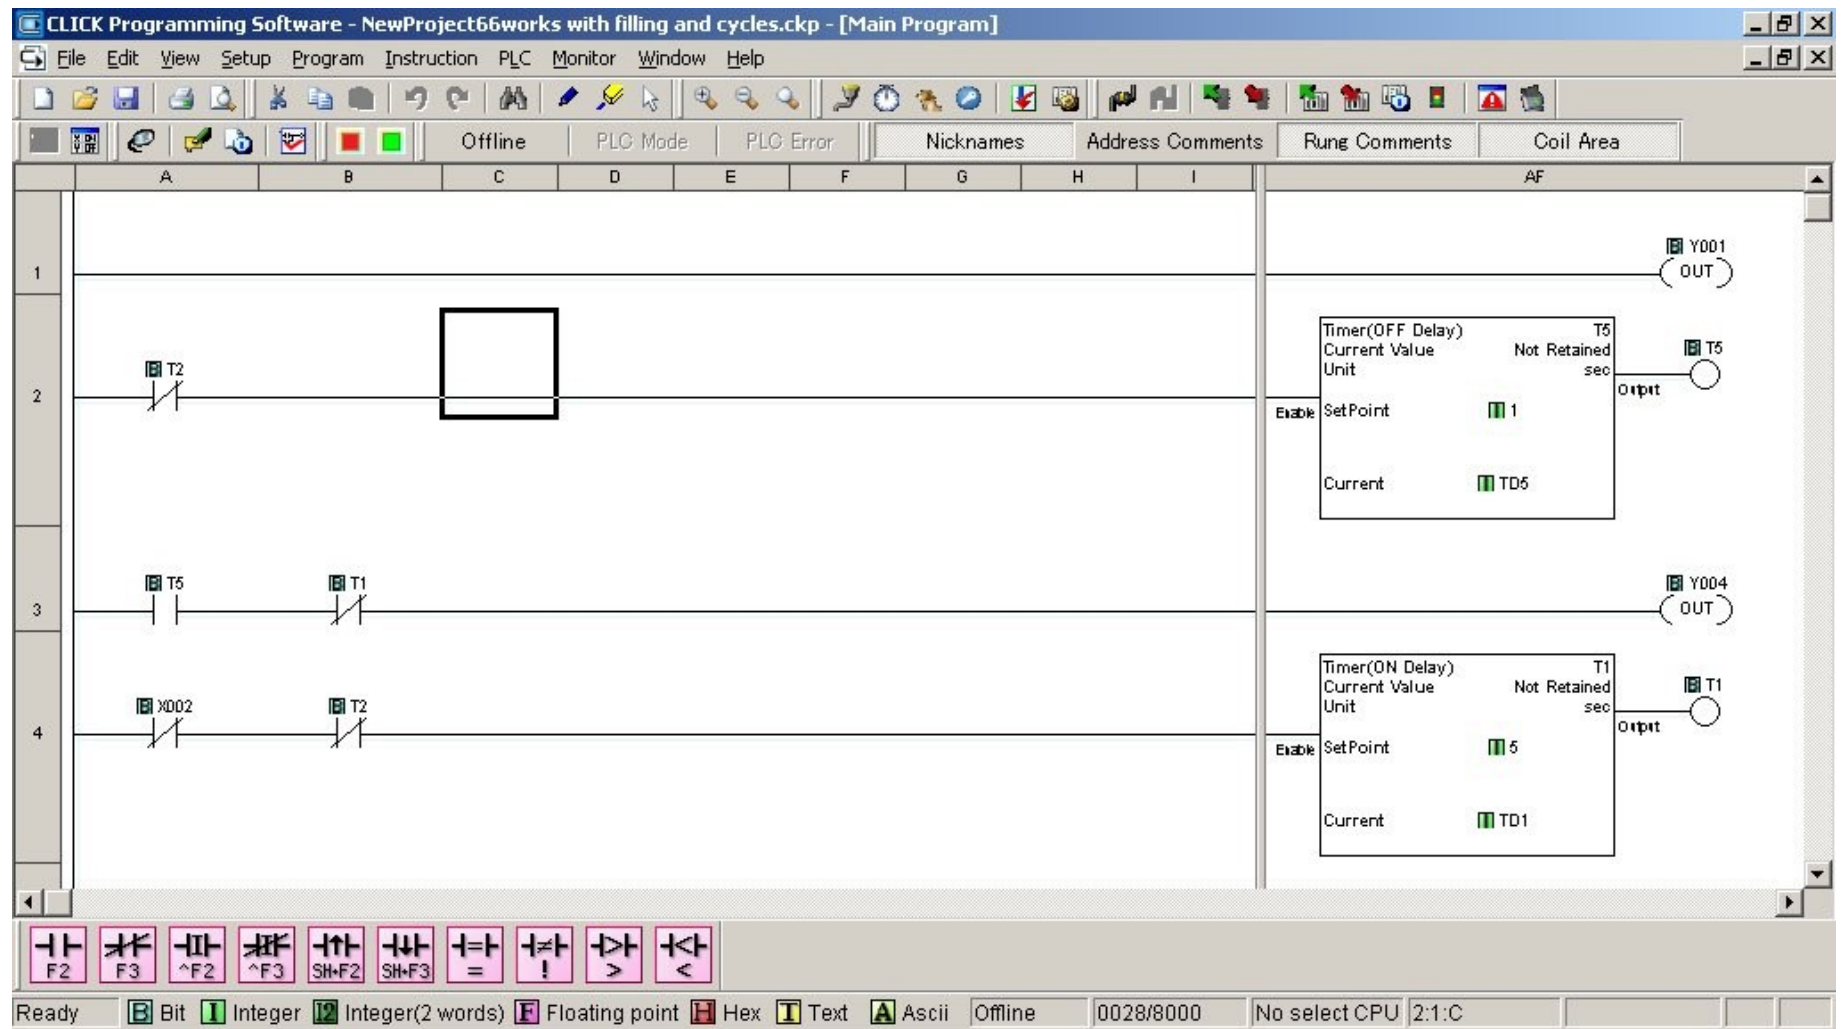 CLICK Programming Software - NewProject66works with filling and cycles.ckp - [Main Program]
File Edit View Setup Program Instruction PLC Monitor Window Help
Offline PLC Mode PLC Error Nicknames Address Comments Rung Comments Coil Area
A B C D E F G H I AF
B Y001
1 OUT
Timer(OFF Delay) T5
B T2 Current Value Not Retained B T5
Unit sec
2 Output
Enable SetPoint 1
Current TD5
B T5 B T1 B Y004
3 OUT
Timer(ON Delay) T1
Current Value Not Retained B T1
B X002 B T2 Unit sec
4 Output
Enable SetPoint 5
Current TD1
F2 F3 ^F2 ^F3 SH+F2 SH+F3 = ! > <
Ready B Bit I Integer I2 Integer(2 words) F Floating point H Hex T Text A Ascii Offline 0028/8000 No select CPU 2:1:C